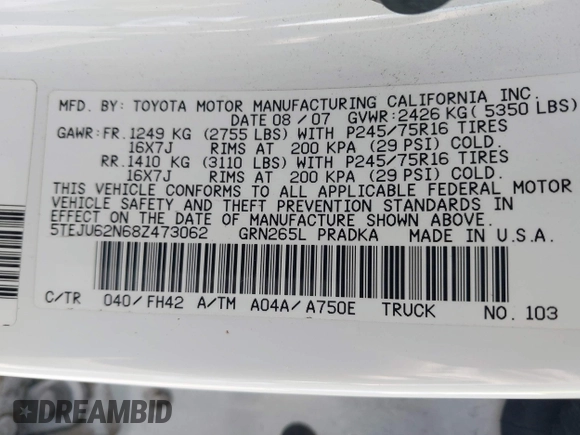 MFD. BY: TOYOTA MOTOR MANUFACTURING CALIFORNIA INC.
DATE 08/07 GVWR:2426 KG( 5350 LBS)
GAWR:FR.1249 KG (2755 LBS) WITH P245/75R16 TIRES
16X7J RIMS AT 200 KPA (29 PSI) COLD.
RR.1410 KG (3110 LBS) WITH P245/75R16 TIRES
16X7J RIMS AT 200 KPA (29 PSI) COLD.
THIS VEHICLE CONFORMS TO ALL APPLICABLE FEDERAL MOTOR
VEHICLE SAFETY AND THEFT PREVENTION STANDARDS IN
EFFECT ON THE DATE OF MANUFACTURE SHOWN ABOVE.
5TEJU62N68Z473062 GRN265L PRADKA MADE IN U.S.A.
C/TR 040/FH42 A/TM A04A/A750E TRUCK NO. 103
DREAMBID